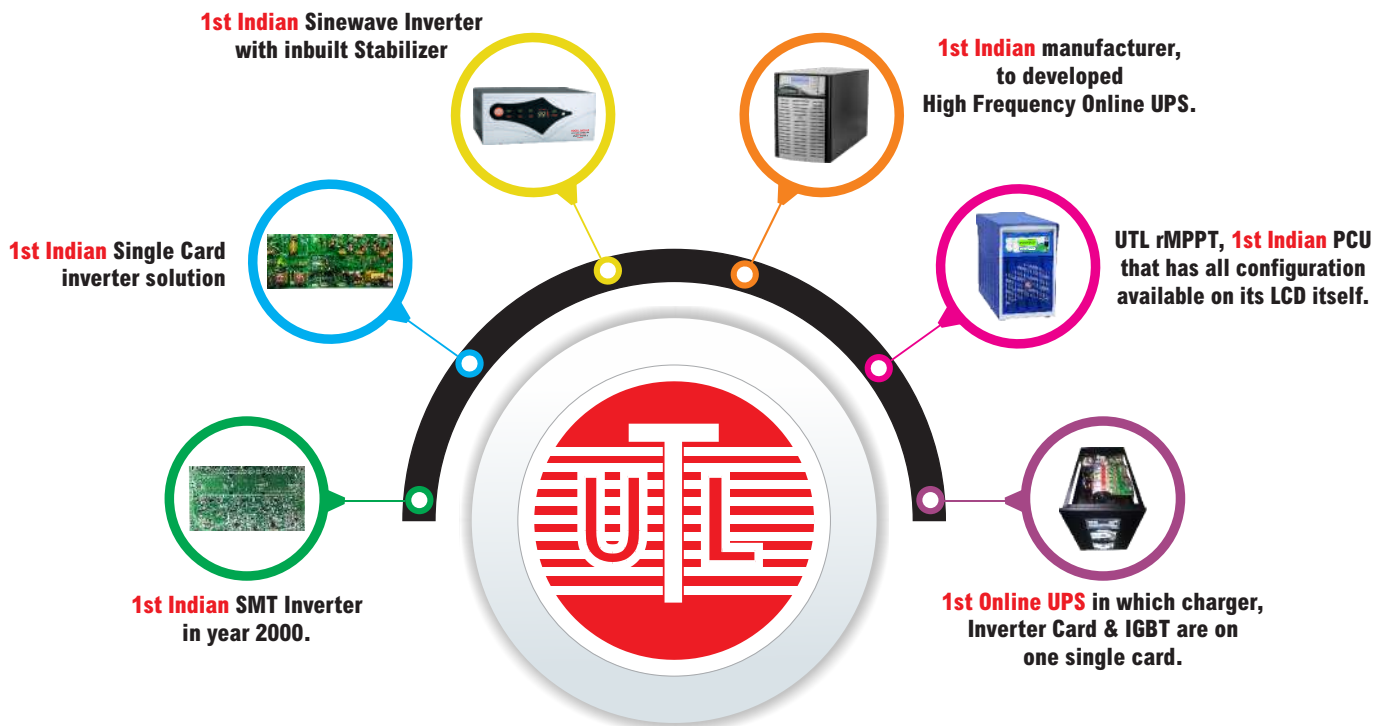 1st Indian Sinewave Inverter
with inbuilt Stabilizer
1st Indian manufacturer,
to developed
High Frequency Online UPS.
1st Indian Single Card
inverter solution
UTL rMPPT, 1st Indian PCU
that has all configuration
available on its LCD itself.
UTL
1st Indian SMT Inverter
in year 2000.
1st Online UPS in which charger,
Inverter Card & IGBT are on
one single card.